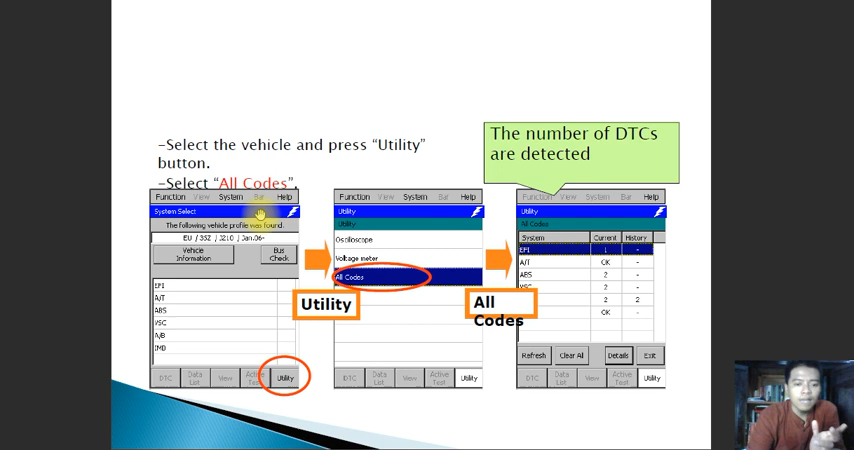 -Select the vehicle and press "Utility"
button.
-Select "All Codes".
The number of DTCs
are detected
Function View System Bar Help
System Select
The following vehicle profile was found.
EU / 35Z / J210 / Jan.06-
Vehicle
Information
Bus
Check
EFI
A/T
ABS
VSC
A/B
IMB
DTC
Data
List
View
Active
Test
Utility
Utility
Function View System Bar Help
Utility
Utility
Oscilloscope
Voltage meter
All Codes
DTC
Data
List
View
Active
Test
Utility
All
Codes
Function View System Bar Help
Utility
All Codes
System Current History
EFI 1 -
A/T OK -
ABS 2 -
VSC 2 2
OK -
Refresh Clear All Details Exit
DTC
Data
List
View
Active
Test
Utility